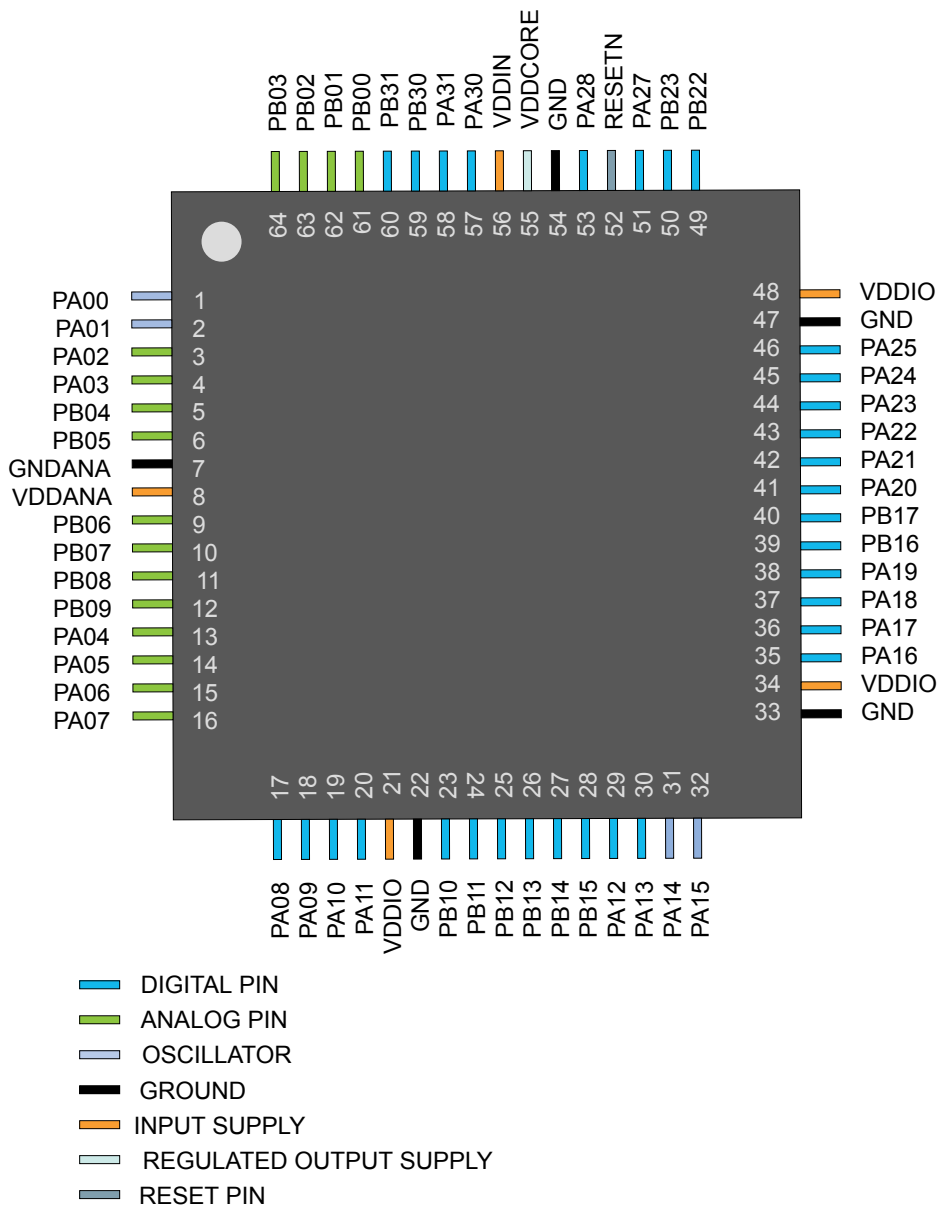 PB03
PB02
PB01
PB00
PB31
PB30
PA31
PA30
VDDIN
VDDCORE
GND
PA28
RESETN
PA27
PB23
PB22
64
63
62
61
60
59
58
57
56
55
54
53
52
51
50
49
PA00 1
PA01 2
PA02 3
PA03 4
PB04 5
PB05 6
GNDANA 7
VDDANA 8
PB06 9
PB07 10
PB08 11
PB09 12
PA04 13
PA05 14
PA06 15
PA07 16
48 VDDIO
47 GND
46 PA25
45 PA24
44 PA23
43 PA22
42 PA21
41 PA20
40 PB17
39 PB16
38 PA19
37 PA18
36 PA17
35 PA16
34 VDDIO
33 GND
17
18
19
20
21
22
23
24
25
26
27
28
29
30
31
32
PA08
PA09
PA10
PA11
VDDIO
GND
PB10
PB11
PB12
PB13
PB14
PB15
PA12
PA13
PA14
PA15
DIGITAL PIN
ANALOG PIN
OSCILLATOR
GROUND
INPUT SUPPLY
REGULATED OUTPUT SUPPLY
RESET PIN